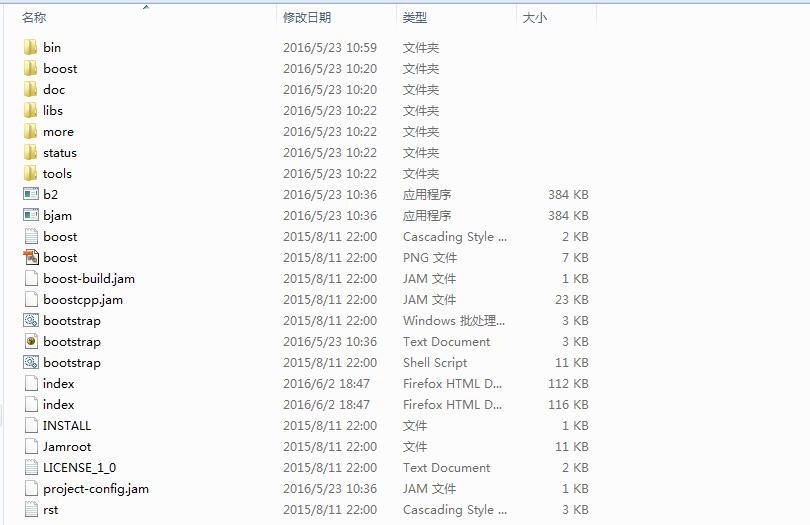 名称 修改日期 类型 大小
bin 2016/5/23 10:59 文件夹
boost 2016/5/23 10:20 文件夹
doc 2016/5/23 10:20 文件夹
libs 2016/5/23 10:22 文件夹
more 2016/5/23 10:22 文件夹
status 2016/5/23 10:22 文件夹
tools 2016/5/23 10:22 文件夹
b2 2016/5/23 10:36 应用程序 384 KB
bjam 2016/5/23 10:36 应用程序 384 KB
boost 2015/8/11 22:00 Cascading Style ... 2 KB
boost 2015/8/11 22:00 PNG 文件 7 KB
boost-build.jam 2015/8/11 22:00 JAM 文件 1 KB
boostcpp.jam 2015/8/11 22:00 JAM 文件 23 KB
bootstrap 2015/8/11 22:00 Windows 批处理... 3 KB
bootstrap 2016/5/23 10:36 Text Document 3 KB
bootstrap 2015/8/11 22:00 Shell Script 11 KB
index 2016/6/2 18:47 Firefox HTML D... 112 KB
index 2016/6/2 18:47 Firefox HTML D... 116 KB
INSTALL 2015/8/11 22:00 文件 1 KB
Jamroot 2015/8/11 22:00 文件 11 KB
LICENSE_1_0 2015/8/11 22:00 Text Document 2 KB
project-config.jam 2016/5/23 10:36 JAM 文件 1 KB
rst 2015/8/11 22:00 Cascading Style ... 3 KB